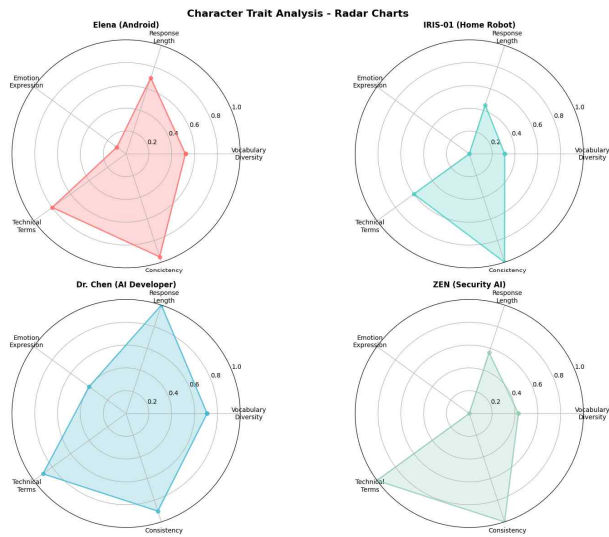 Character Trait Analysis - Radar Charts
Elena (Android)
Response
Length
Emotion
Expression
1.0
0.8
0.6
0.4
0.2
Vocabulary
Diversity
Technical
Terms
Consistency
IRIS-01 (Home Robot)
Response
Length
Emotion
Expression
1.0
0.8
0.6
0.4
0.2
Vocabulary
Diversity
Technical
Terms
Consistency
Dr. Chen (AI Developer)
Response
Length
Emotion
Expression
1.0
0.8
0.6
0.4
0.2
Vocabulary
Diversity
Technical
Terms
Consistency
ZEN (Security AI)
Response
Length
Emotion
Expression
1.0
0.8
0.6
0.4
0.2
Vocabulary
Diversity
Technical
Terms
Consistency